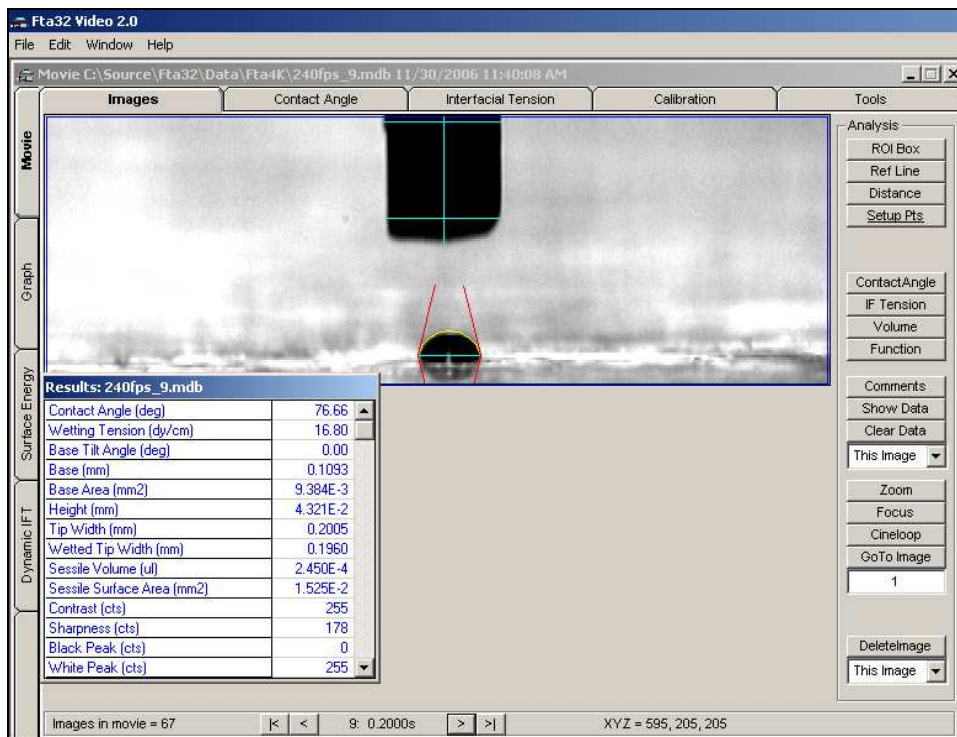 Fta32 Video 2.0
File Edit Window Help
Movie C:\Source\Fta32\Data\Fta4K\240fps_9.mdb 11/30/2006 11:40:08 AM
Images Contact Angle Interfacial Tension Calibration Tools
Movie
Graph
Surface Energy
Dynamic IFT
Analysis
ROI Box
Ref Line
Distance
Setup Pts
ContactAngle
IF Tension
Volume
Function
Comments
Show Data
Clear Data
This Image
Zoom
Focus
Cineloop
GoTo Image
1
DeleteImage
This Image
Results: 240fps_9.mdb
Contact Angle (deg) 76.66
Wetting Tension (dy/cm) 16.80
Base Tilt Angle (deg) 0.00
Base (mm) 0.1093
Base Area (mm2) 9.384E-3
Height (mm) 4.321E-2
Tip Width (mm) 0.2005
Wetted Tip Width (mm) 0.1960
Sessile Volume (ul) 2.450E-4
Sessile Surface Area (mm2) 1.525E-2
Contrast (cts) 255
Sharpness (cts) 178
Black Peak (cts) 0
White Peak (cts) 255
Images in movie = 67 |< < 9: 0.2000s > >| XYZ = 595, 205, 205